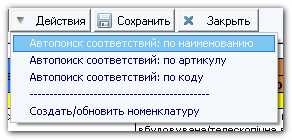 Действия Сохранить Закрыть
Автопоиск соответствий: по наименованию
Автопоиск соответствий: по артикулу
Автопоиск соответствий: по коду
----------------------------------------
Создать/обновить номенклатуру